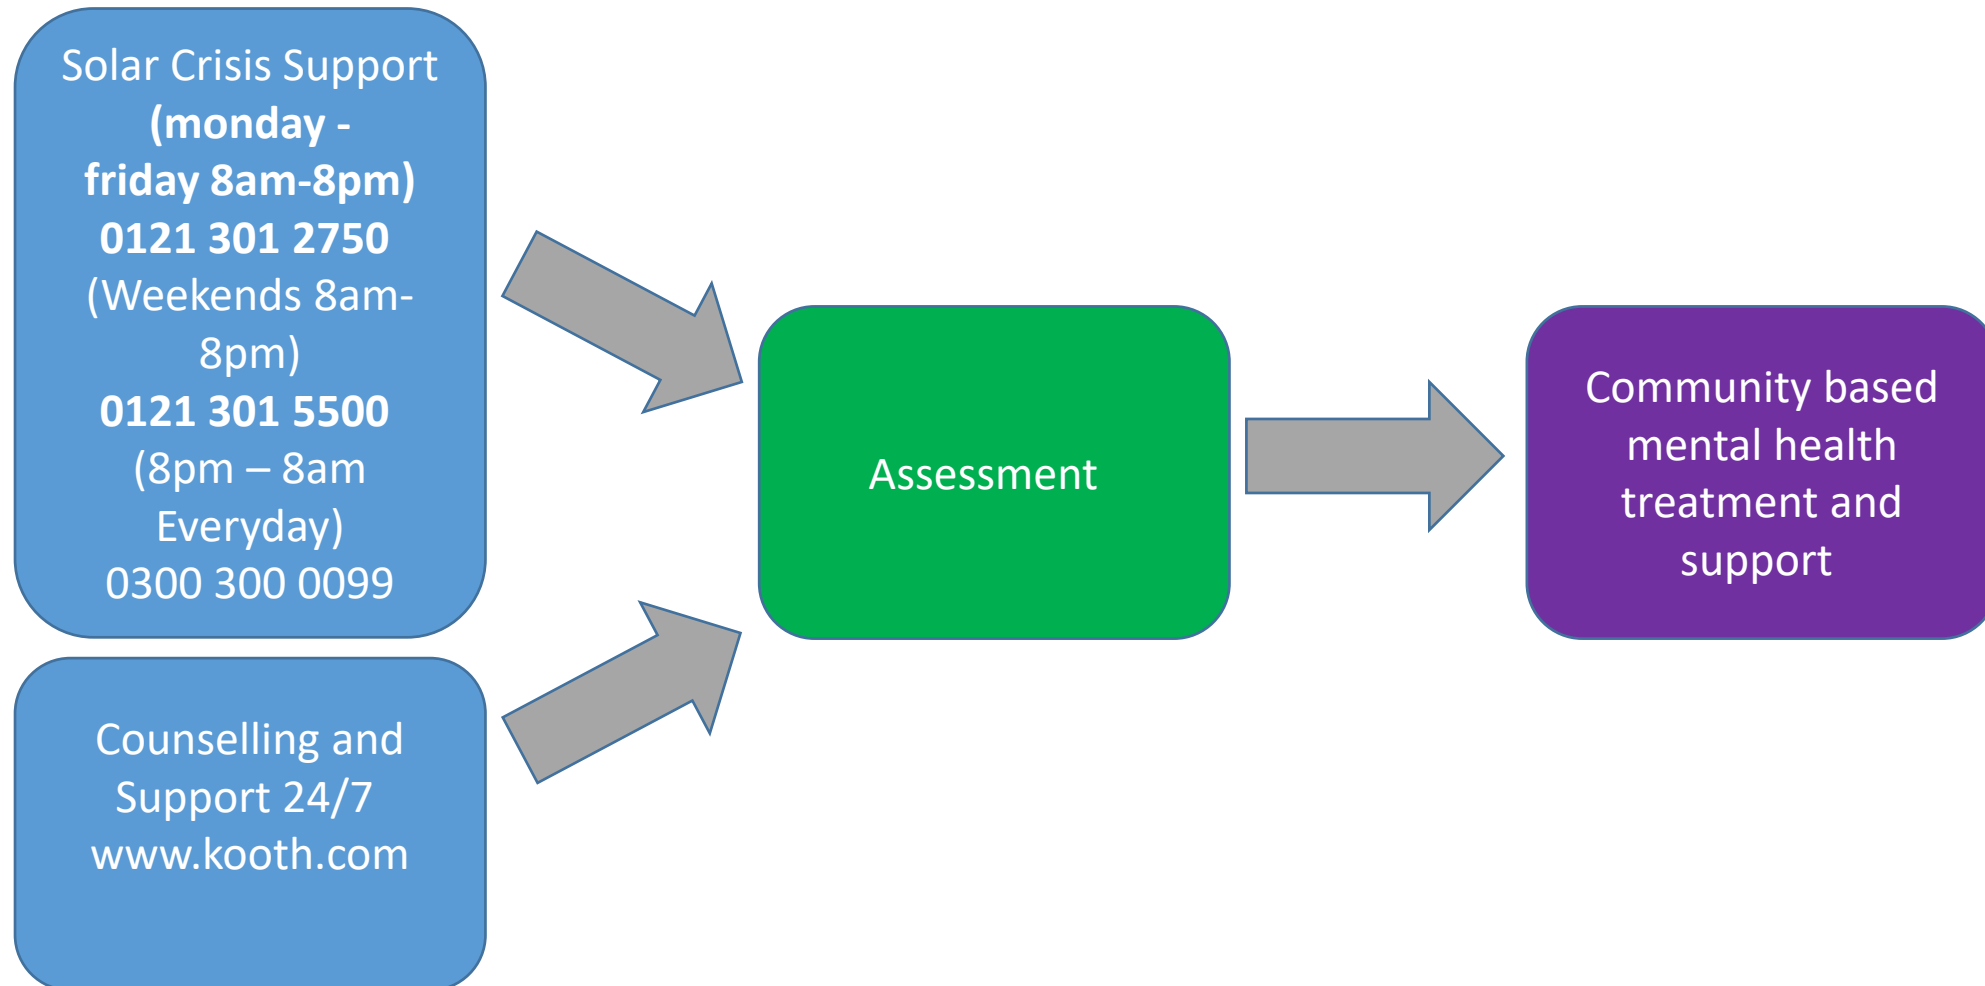 Solar Crisis Support
(monday -
friday 8am-8pm)
0121 301 2750
(Weekends 8am-
8pm)
0121 301 5500
(8pm – 8am
Everyday)
0300 300 0099
Counselling and
Support 24/7
www.kooth.com
Assessment
Community based
mental health
treatment and
support